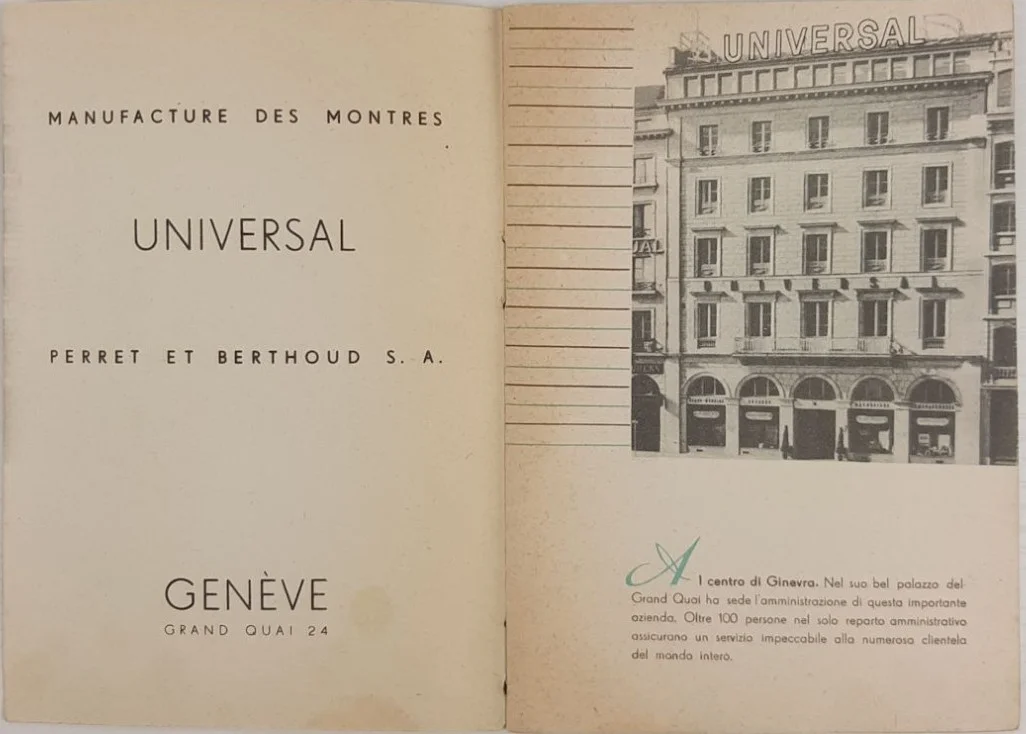 MANUFACTURE DES MONTRES
UNIVERSAL
PERRET ET BERTHOUD S. A.
GENÈVE
GRAND QUAI 24
UNIVERSAL
UNIVERSAL
Al centro di Ginevra. Nel suo bel palazzo del
Grand Quai ha sede l'amministrazione di questa importante
azienda. Oltre 100 persone nel solo reparto amministrativo
assicurano un servizio impeccabile alla numerosa clientela
del mondo intero.